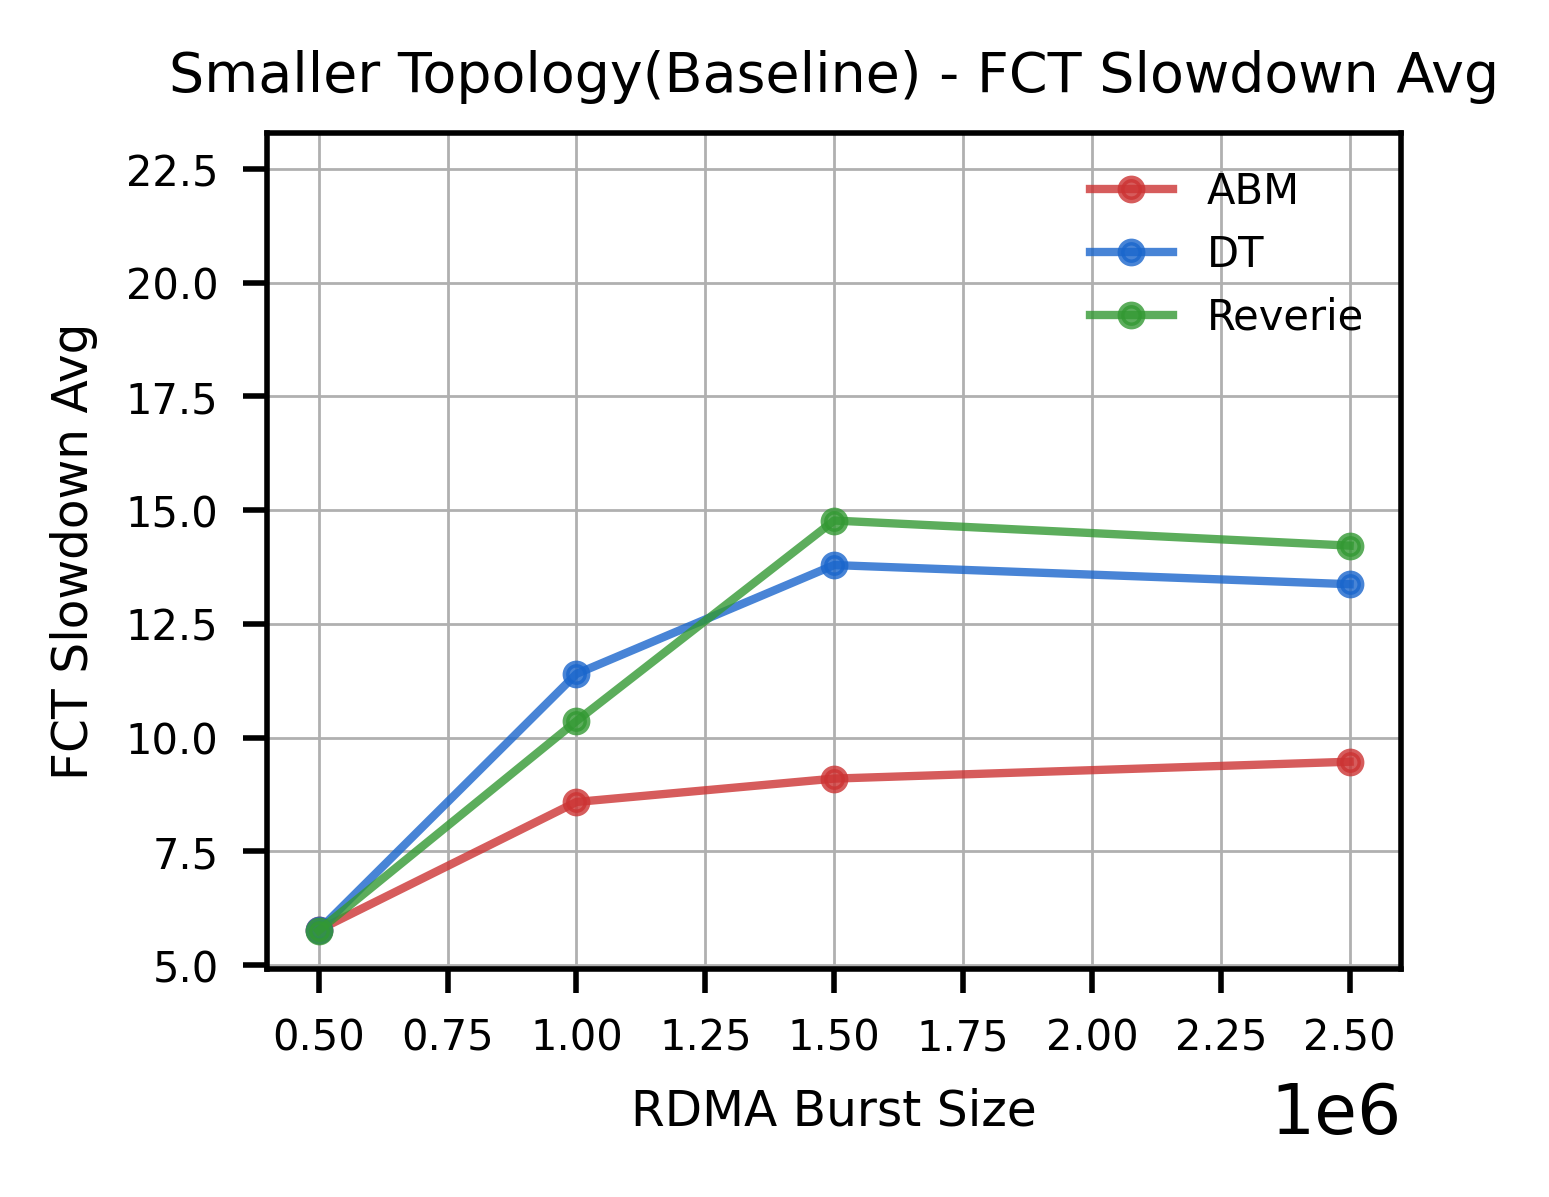 Smaller Topology(Baseline) - FCT Slowdown Avg
22.5
20.0
17.5
15.0
12.5
10.0
7.5
5.0
FCT Slowdown Avg
ABM
DT
Reverie
0.50 0.75 1.00 1.25 1.50 1.75 2.00 2.25 2.50
RDMA Burst Size
1e6